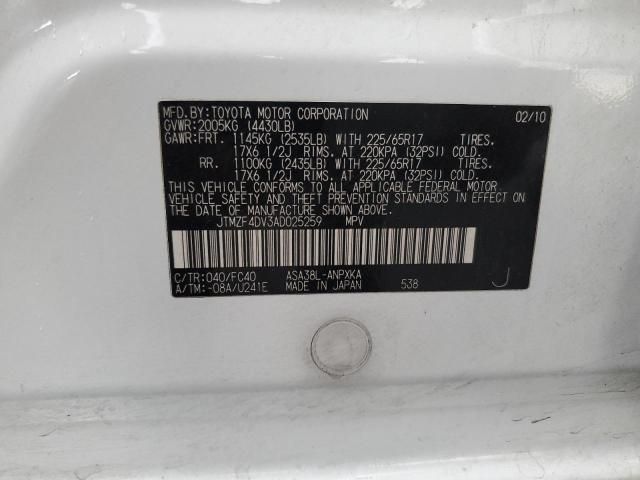 MFD. BY: TOYOTA MOTOR CORPORATION 02/10
GVWR: 2005KG (4430LB)
GAWR: FRT. 1145KG (2535LB) WITH 225/65R17 TIRES.
17X6 1/2J RIMS. AT 220KPA (32PSI) COLD.
RR. 1100KG (2435LB) WITH 225/65R17 TIRES.
17X6 1/2J RIMS. AT 220KPA (32PSI) COLD.
THIS VEHICLE CONFORMS TO ALL APPLICABLE FEDERAL MOTOR
VEHICLE SAFETY AND THEFT PREVENTION STANDARDS IN EFFECT
ON THE DATE OF MANUFACTURE SHOWN ABOVE.
JTMZF4DV3AD025259 MPV
C/TR: 040/FC40 ASA38L-ANPXKA
A/TM: -08A/U241E MADE IN JAPAN 538 J